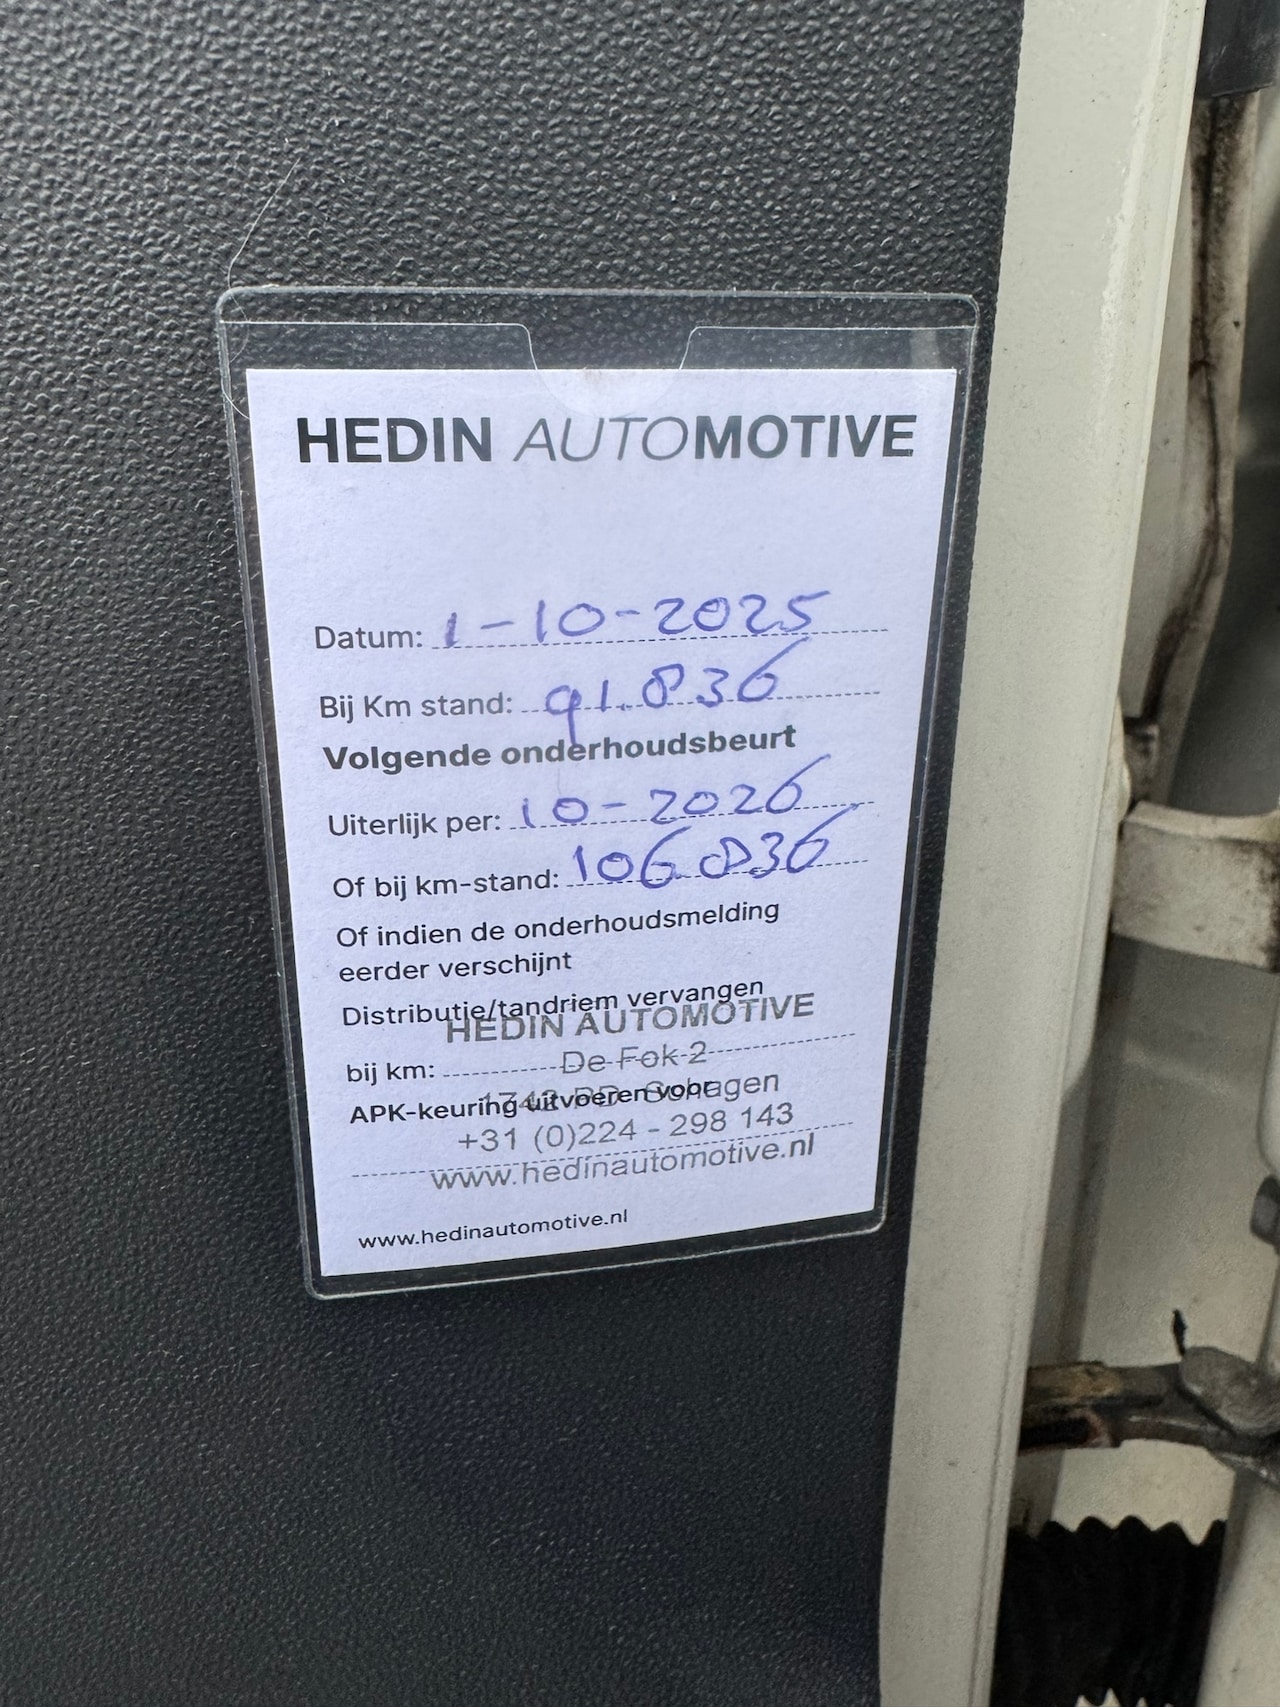 HEDIN AUTOMOTIVE
Datum: 1-10-2025
Bij Km stand: 91.836
Volgende onderhoudsbeurt
Uiterlijk per: 10-2026
Of bij km-stand: 106.836
Of indien de onderhoudsmelding
eerder verschijnt
Distributie/tandriem vervangen
HEDIN AUTOMOTIVE
bij km:
De Fok 2
APK-keuring uitvoeren voor
Schagen
+31 (0)224 - 298 143
www.hedinautomotive.nl
www.hedinautomotive.nl